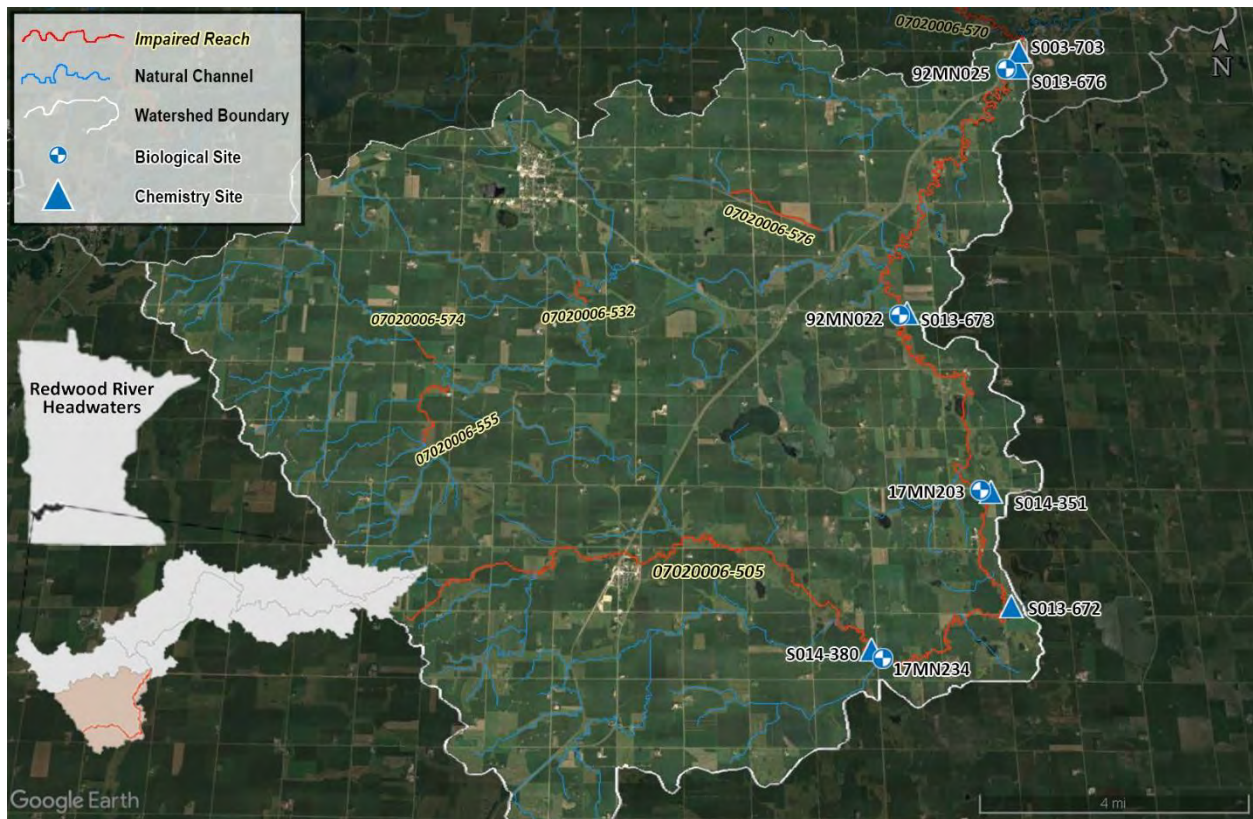 Impaired Reach
Natural Channel
Watershed Boundary
Biological Site
Chemistry Site
07020006-570
S003-703
92MN025
S013-676
N
07020006-576
07020006-574
07020006-532
92MN022
S013-673
Redwood River
Headwaters
07020006-555
17MN203
S014-351
07020006-505
S013-672
S014-380
17MN234
Google Earth
4 mi